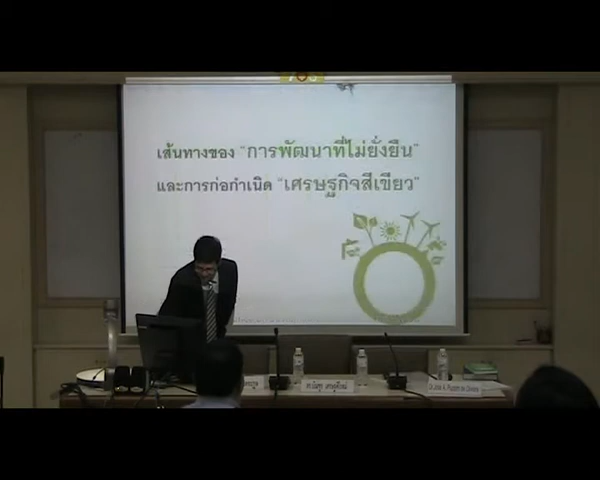 เส้นทางของ "การพัฒนาที่ไม่ยั่งยืน"
และการก่อกำเนิด "เศรษฐกิจสีเขียว"